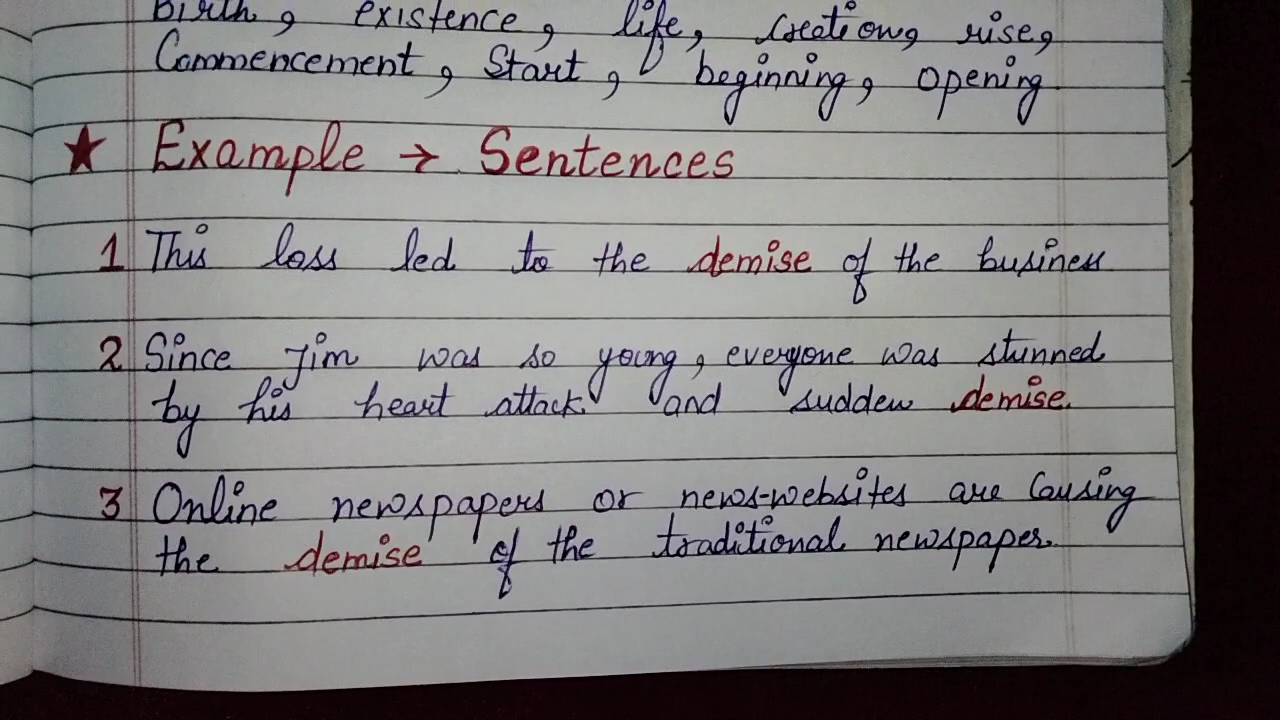 Birth, existence, life, creation, rise,
Commencement, Start, beginning, opening
★ Example → Sentences
1 This loss led to the demise of the business
2 Since Jim was so young, everyone was stunned
by his heart attack and sudden demise.
3 Online newspapers or news-websites are Causing
the demise of the traditional newspaper.